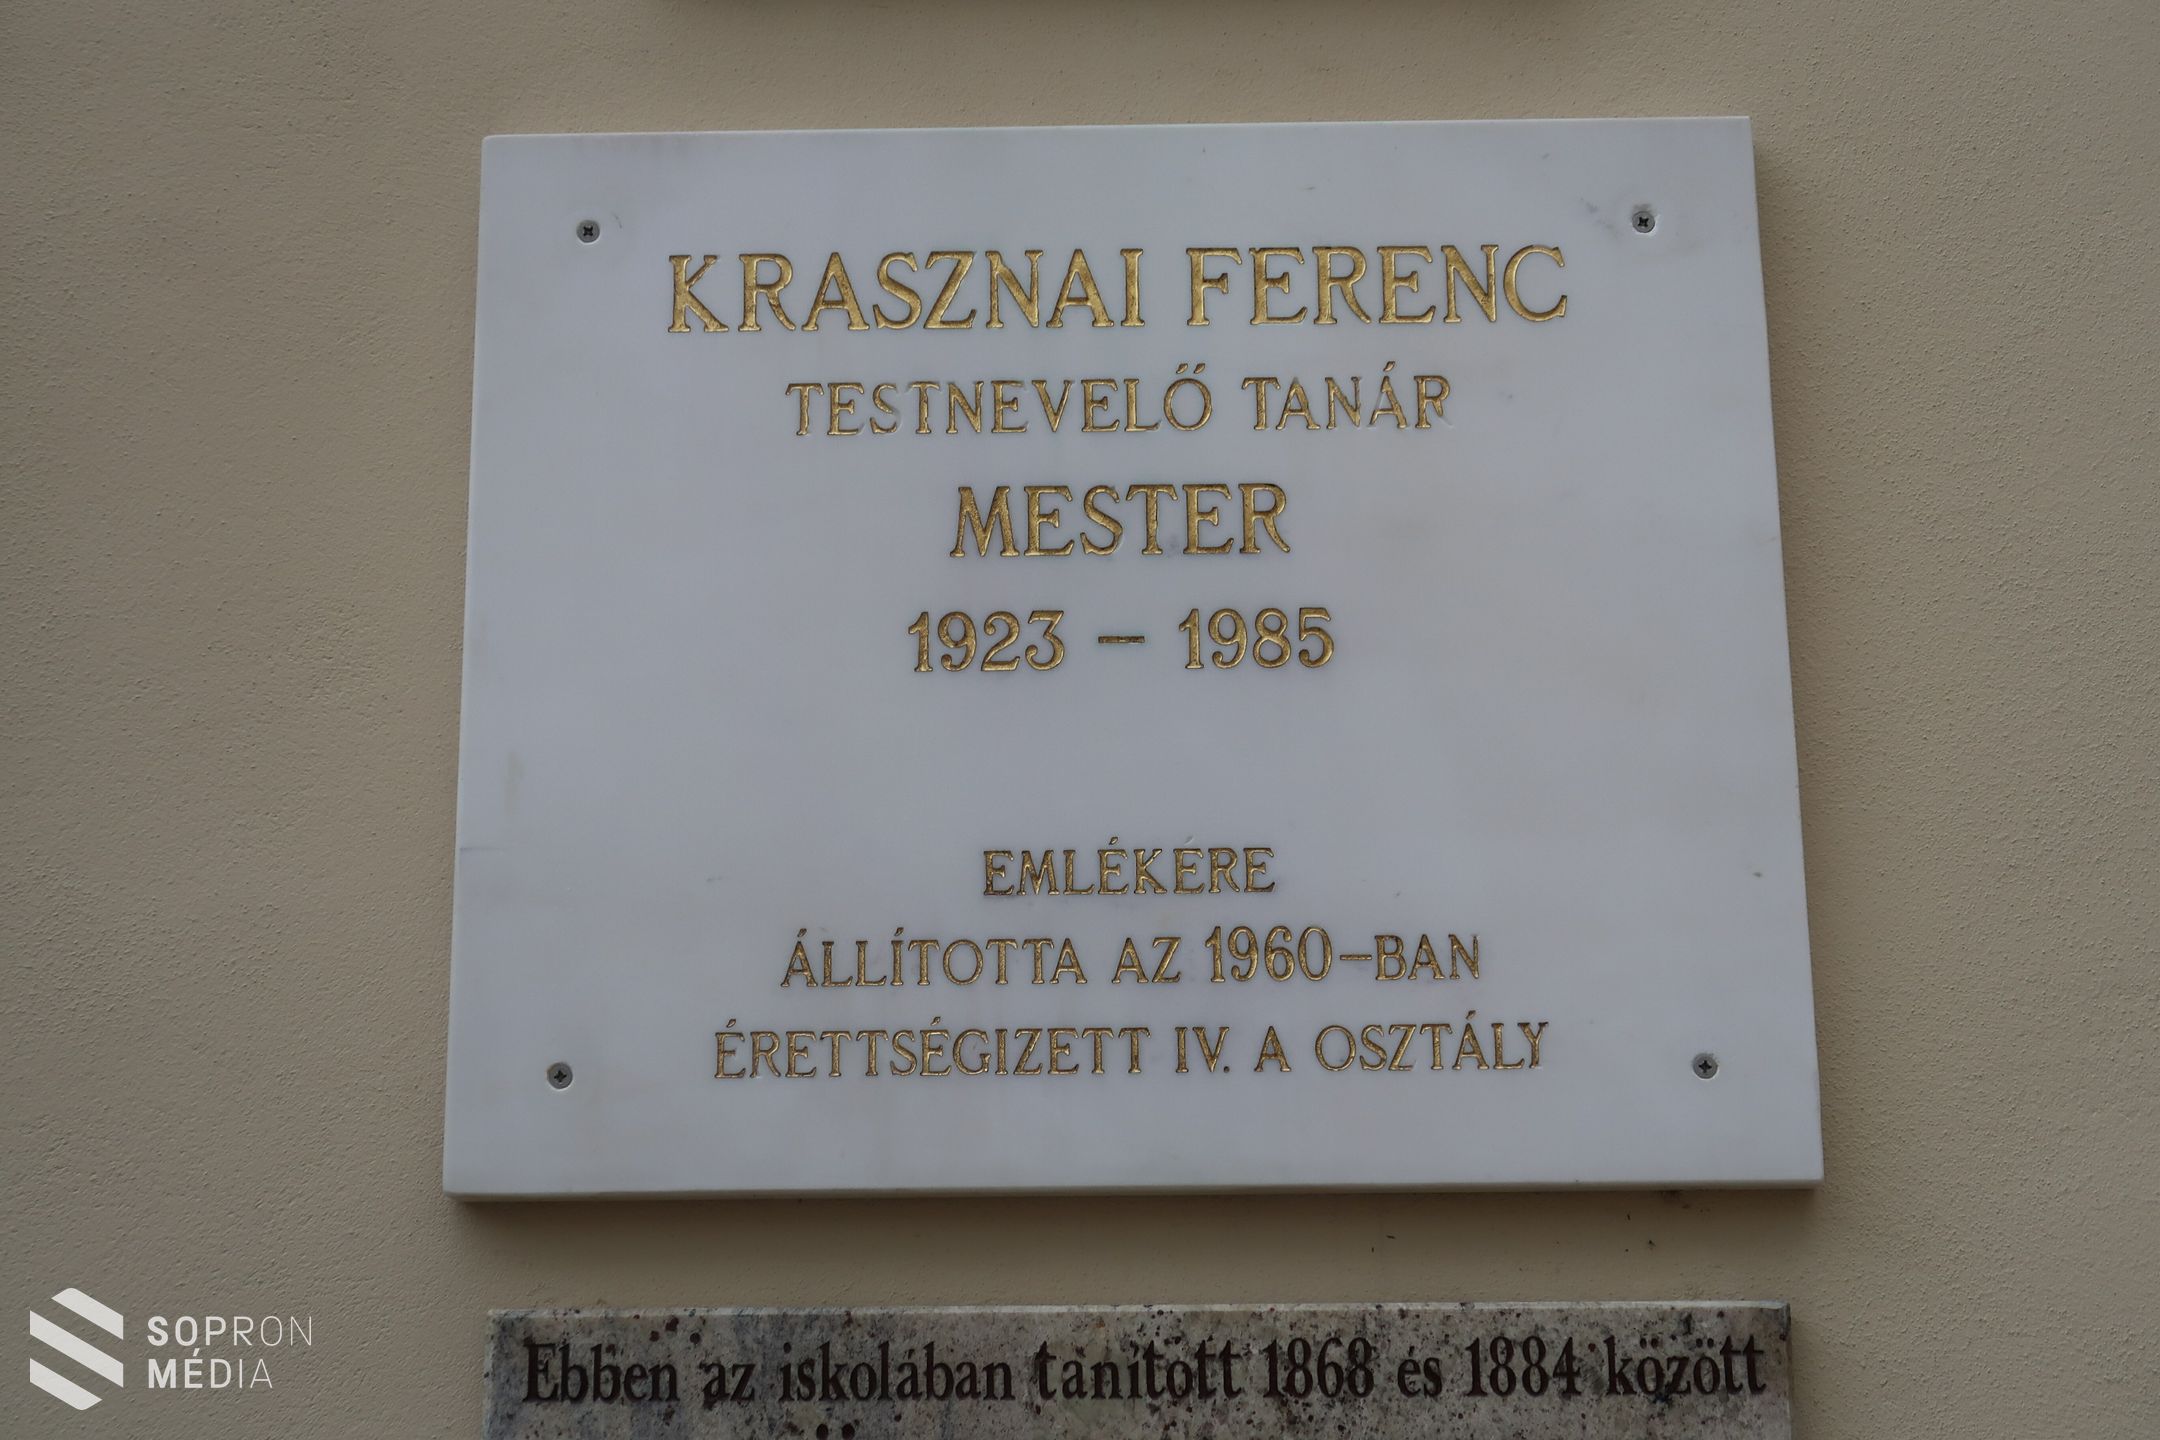 KRASZNAI FERENC
TESTNEVELŐ TANÁR
MESTER
1923 – 1985
EMLÉKÉRE
ÁLLÍTOTTA AZ 1960-BAN
ÉRETTSÉGIZETT IV. A OSZTÁLY
Ebben az iskolában tanított 1868 és 1884 között
SOPRON
MÉDIA